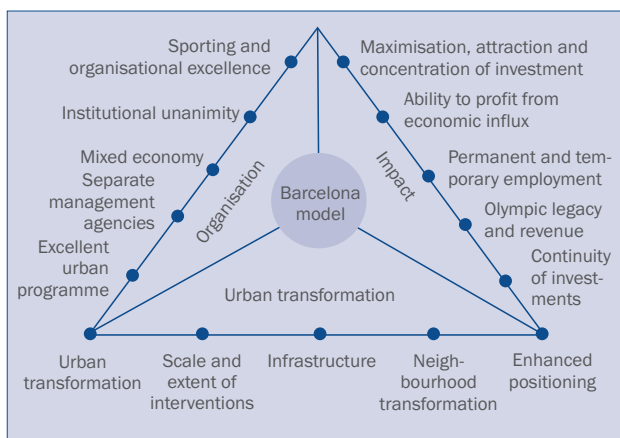 Sporting and
organisational excellence
Institutional unanimity
Mixed economy
Separate
management
agencies
Excellent
urban
programme
Maximisation, attraction and
concentration of investment
Ability to profit from
economic influx
Permanent and tem-
porary employment
Olympic legacy
and revenue
Continuity
of invest-
ments
Organisation
Impact
Barcelona
model
Urban transformation
Urban
transformation
Scale and
extent of
interventions
Infrastructure
Neigh-
bourhood
transformation
Enhanced
positioning